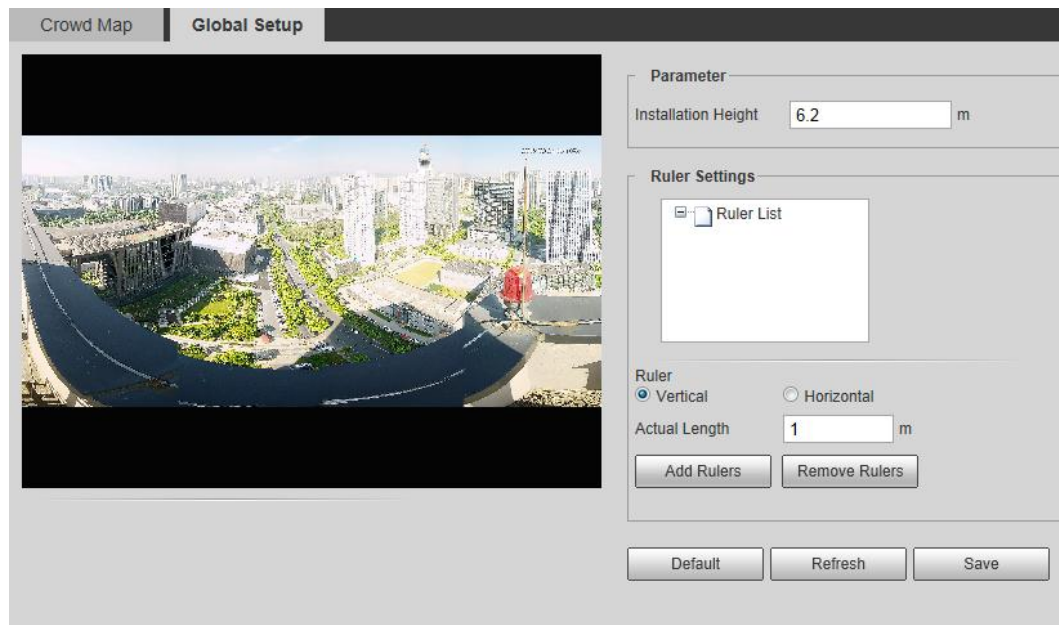 Crowd Map Global Setup
Parameter
Installation Height 6.2 m
Ruler Settings
Ruler List
Ruler
Vertical Horizontal
Actual Length 1 m
Add Rulers Remove Rulers
Default Refresh Save